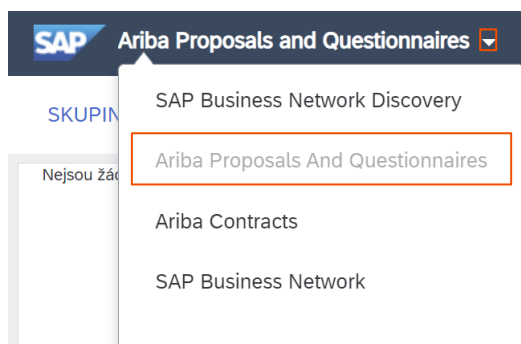 SAP Ariba Proposals and Questionnaires
SAP Business Network Discovery
SKUPIN
Ariba Proposals And Questionnaires
Nejsou žá
Ariba Contracts
SAP Business Network